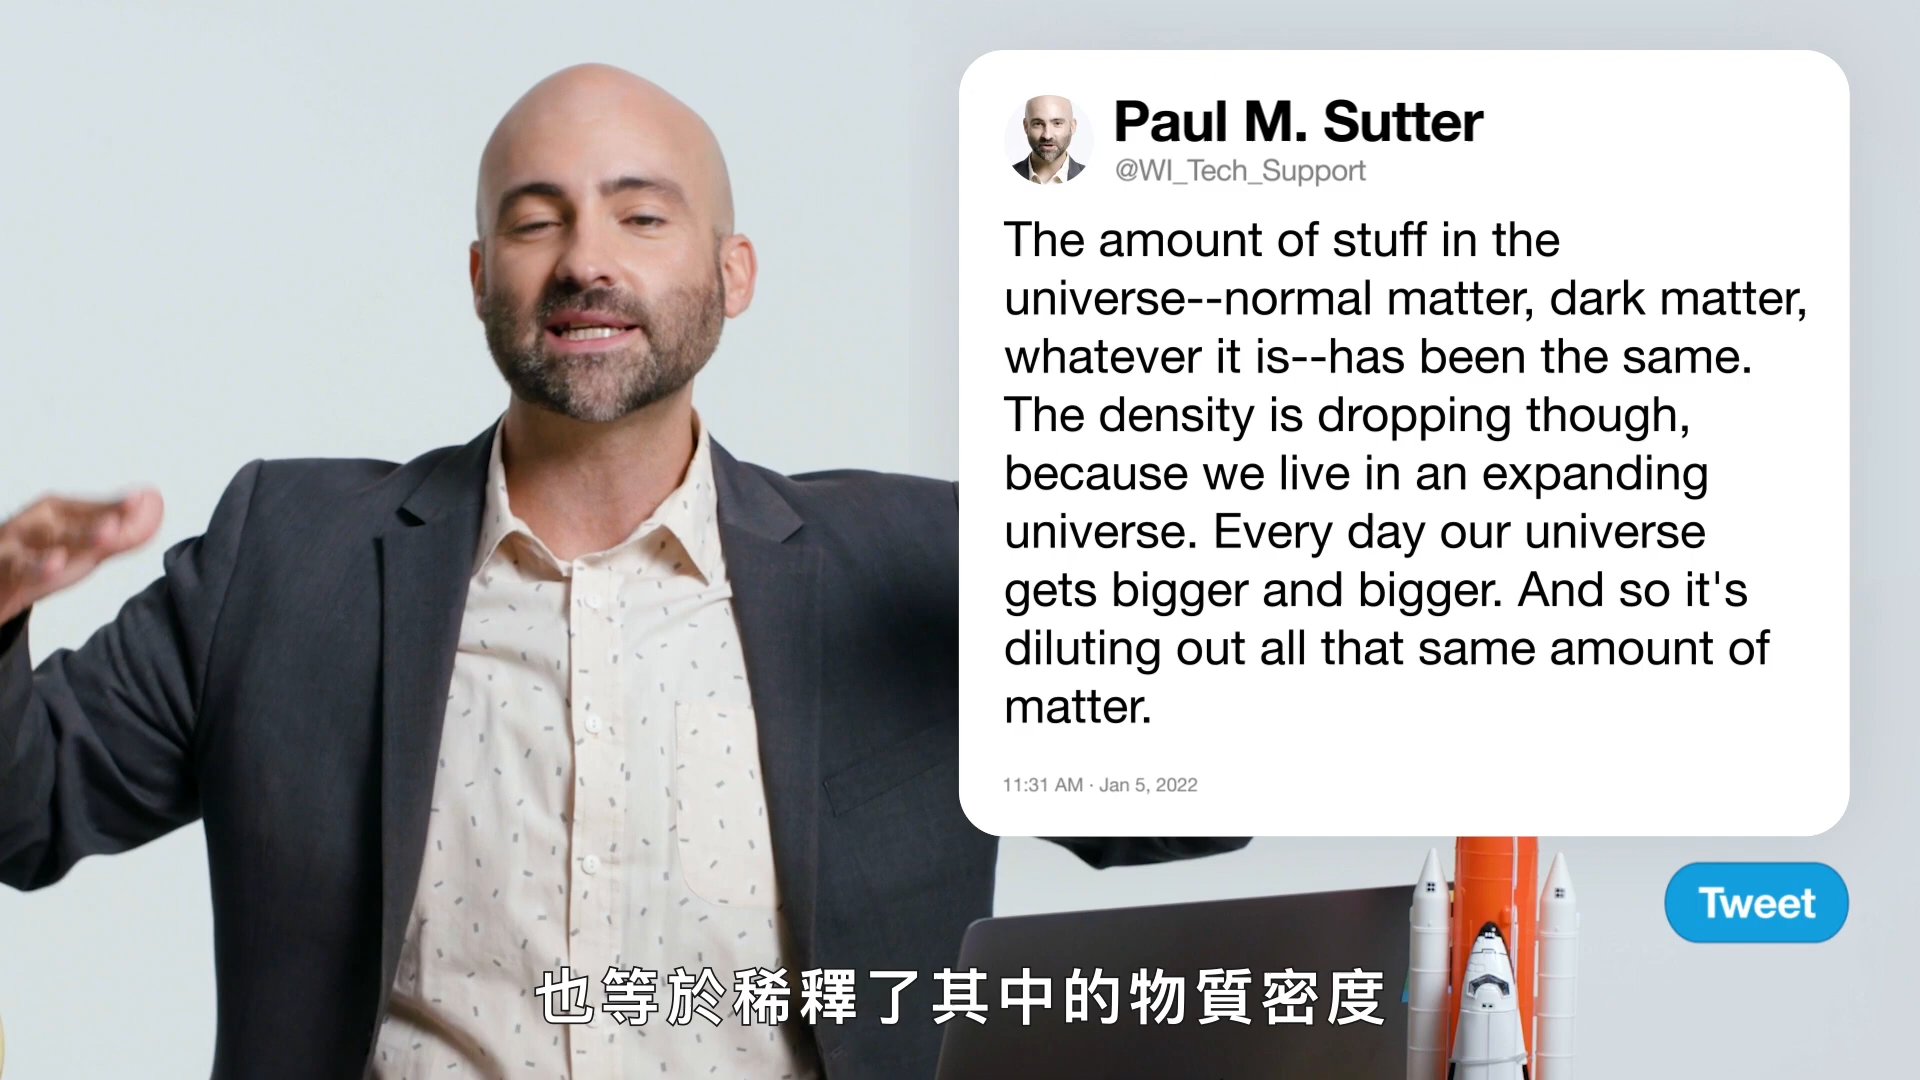 Paul M. Sutter
@WI_Tech_Support
The amount of stuff in the
universe--normal matter, dark matter,
whatever it is--has been the same.
The density is dropping though,
because we live in an expanding
universe. Every day our universe
gets bigger and bigger. And so it's
diluting out all that same amount of
matter.
11:31 AM · Jan 5, 2022
Tweet
也等於稀釋了其中的物質密度